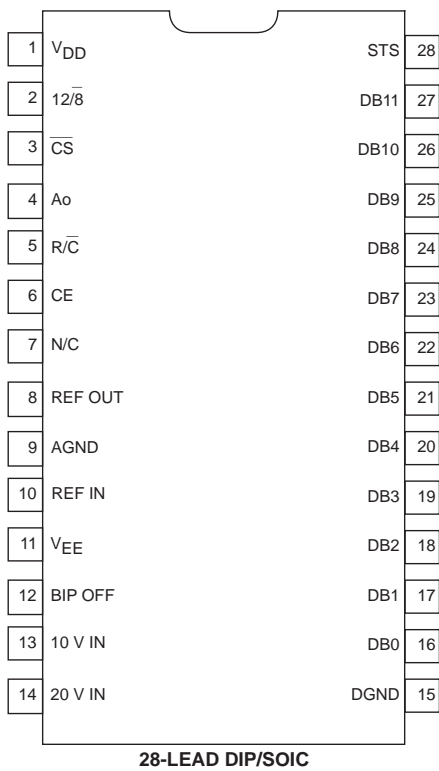 1 V_DD STS 28
2 12/8̅ DB11 27
3 C̅S̅ DB10 26
4 Ao DB9 25
5 R/C̅ DB8 24
6 CE DB7 23
7 N/C DB6 22
8 REF OUT DB5 21
9 AGND DB4 20
10 REF IN DB3 19
11 V_EE DB2 18
12 BIP OFF DB1 17
13 10 V IN DB0 16
14 20 V IN DGND 15
28-LEAD DIP/SOIC